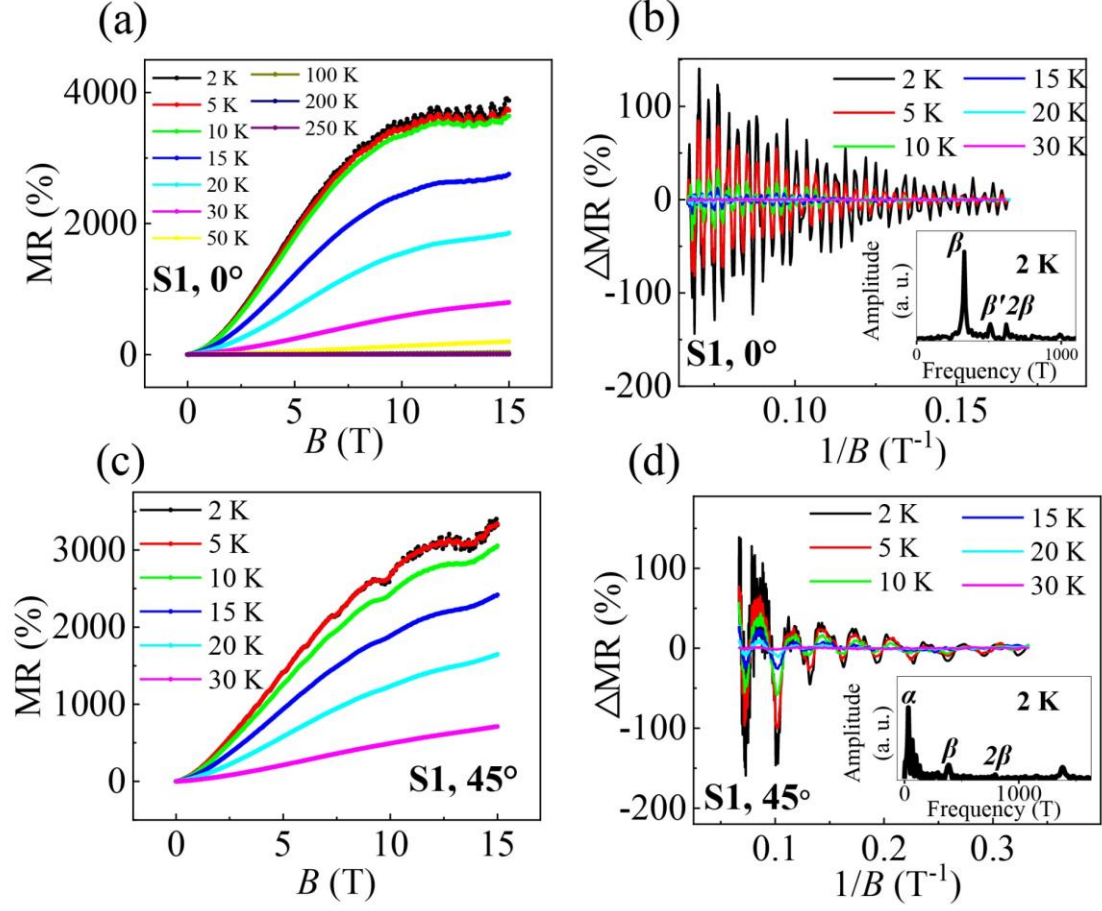 (a)
4000
2000
0
MR (%)
2 K
5 K
10 K
15 K
20 K
30 K
50 K
100 K
200 K
250 K
S1, 0°
0
5
10
15
B (T)
(b)
100
0
-100
-200
ΔMR (%)
2 K
5 K
10 K
15 K
20 K
30 K
S1, 0°
β
β'
2β
2 K
Amplitude
(a. u.)
0
1000
Frequency (T)
0.10
0.15
1/B (T⁻¹)
(c)
3000
2000
1000
0
MR (%)
2 K
5 K
10 K
15 K
20 K
30 K
S1, 45°
0
5
10
15
B (T)
(d)
100
0
-100
-200
ΔMR (%)
2 K
5 K
10 K
15 K
20 K
30 K
S1, 45°
α
β
2β
2 K
Amplitude
(a. u.)
0
1000
Frequency (T)
0.1
0.2
0.3
1/B (T⁻¹)